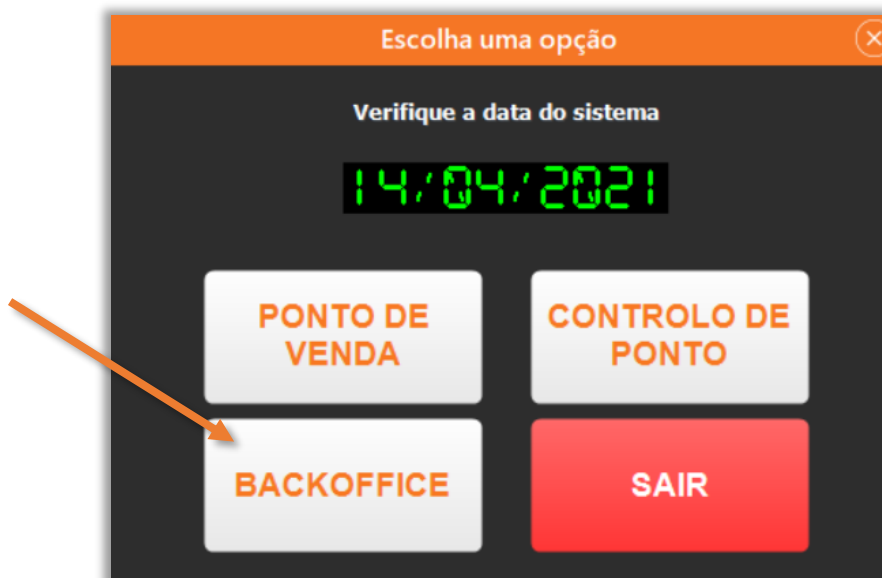 Escolha uma opção
Verifique a data do sistema
14/04/2021
PONTO DE
VENDA
CONTROLO DE
PONTO
BACKOFFICE
SAIR